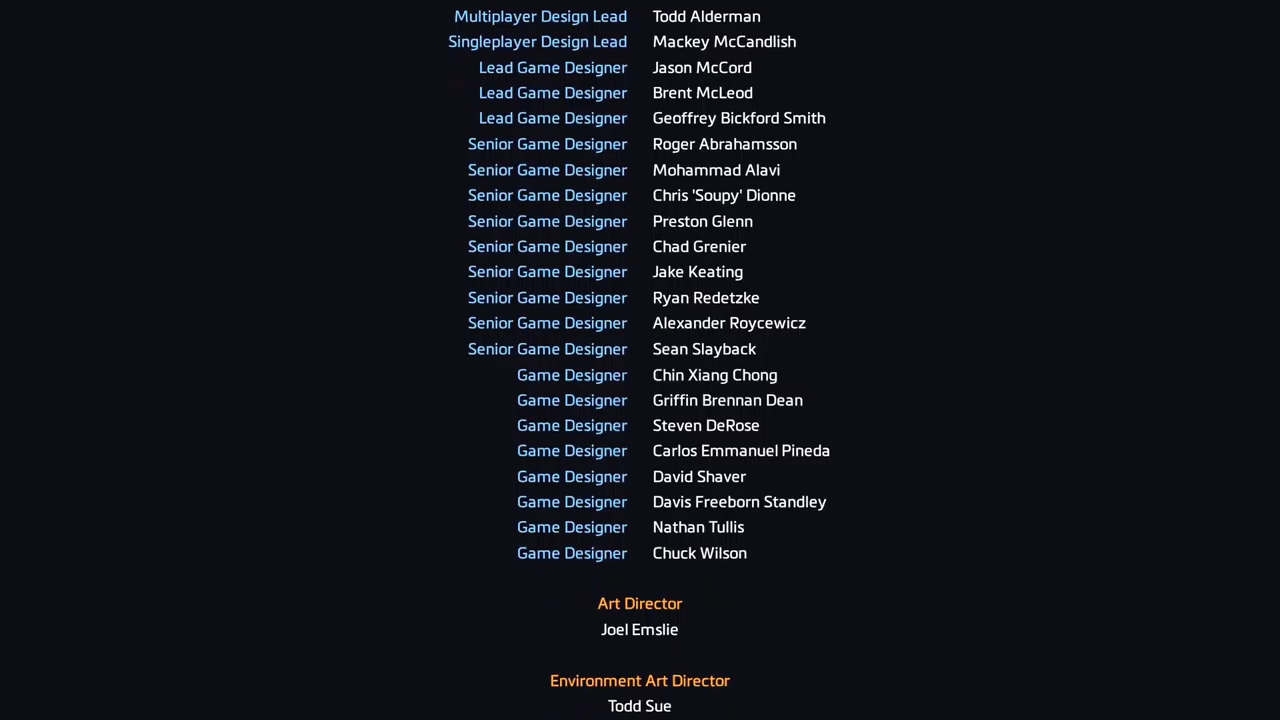 Multiplayer Design Lead Todd Alderman
Singleplayer Design Lead Mackey McCandlish
Lead Game Designer Jason McCord
Lead Game Designer Brent McLeod
Lead Game Designer Geoffrey Bickford Smith
Senior Game Designer Roger Abrahamsson
Senior Game Designer Mohammad Alavi
Senior Game Designer Chris 'Soupy' Dionne
Senior Game Designer Preston Glenn
Senior Game Designer Chad Grenier
Senior Game Designer Jake Keating
Senior Game Designer Ryan Redetzke
Senior Game Designer Alexander Roycewicz
Senior Game Designer Sean Slayback
Game Designer Chin Xiang Chong
Game Designer Griffin Brennan Dean
Game Designer Steven DeRose
Game Designer Carlos Emmanuel Pineda
Game Designer David Shaver
Game Designer Davis Freeborn Standley
Game Designer Nathan Tullis
Game Designer Chuck Wilson
Art Director
Joel Emslie
Environment Art Director
Todd Sue